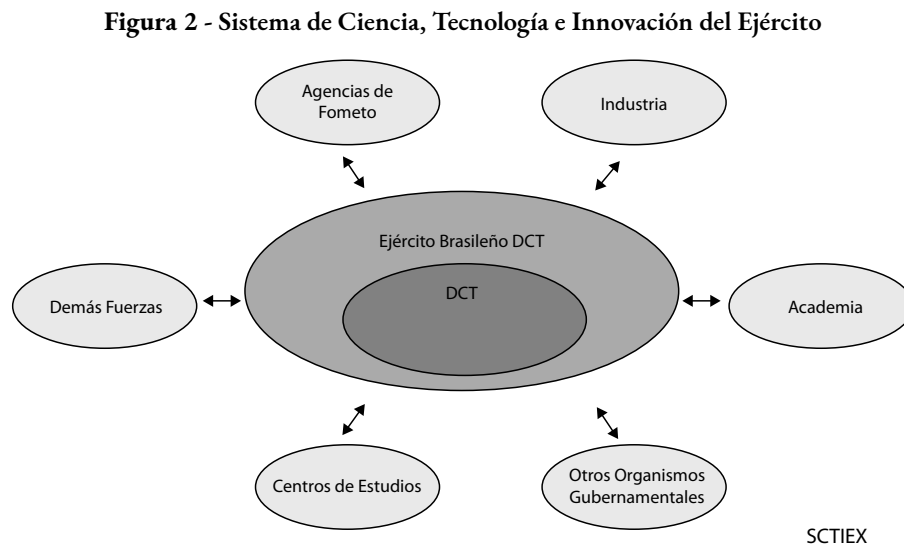 Figura 2 - Sistema de Ciencia, Tecnología e Innovación del Ejército
Agencias de
Fometo
Industria
Ejército Brasileño DCT
DCT
Demás Fuerzas
Academia
Centros de Estudios
Otros Organismos
Gubernamentales
SCTIEX